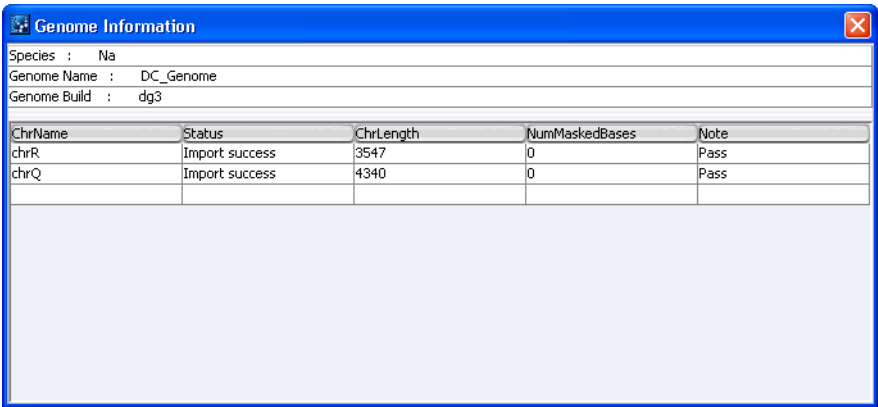 Genome Information
Species : Na
Genome Name : DC_Genome
Genome Build : dg3
ChrName Status ChrLength NumMaskedBases Note
chrR Import success 3547 0 Pass
chrQ Import success 4340 0 Pass